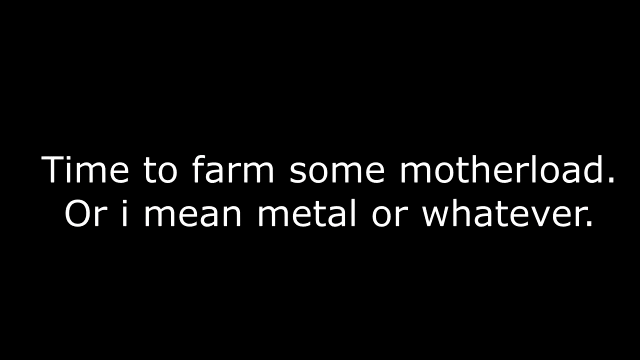 Time to farm some motherload.
Or i mean metal or whatever.